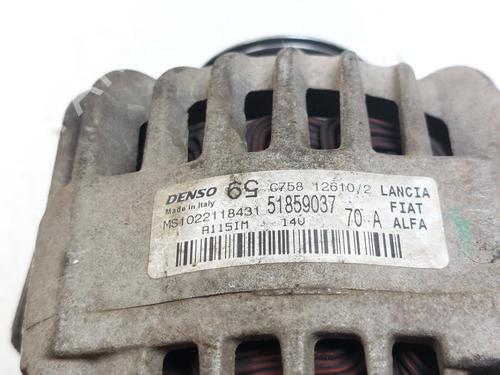 DENSO 59 C758 12610/2 LANCIA
Made in Italy
MS1022118431 51859037 70 A FIAT
A115IM 14V ALFA